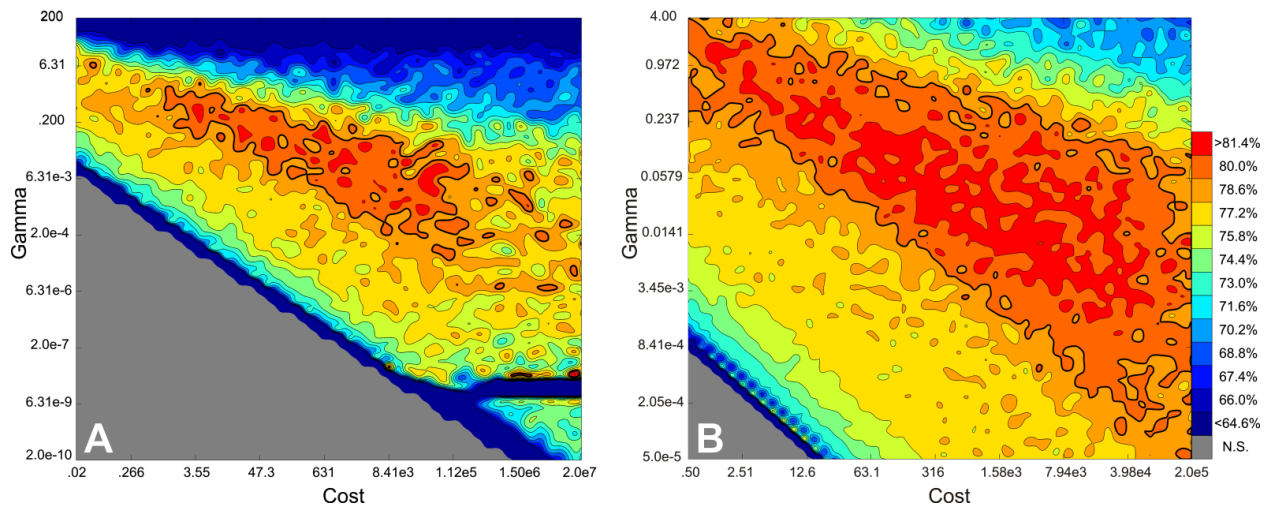 200
6.31
.200
6.31e-3
2.0e-4
6.31e-6
2.0e-7
6.31e-9
2.0e-10
Gamma
A
.02 .266 3.55 47.3 631 8.41e3 1.12e5 1.50e6 2.0e7
Cost
4.00
0.972
0.237
0.0579
0.0141
3.45e-3
8.41e-4
2.05e-4
5.0e-5
Gamma
B
.50 2.51 12.6 63.1 316 1.58e3 7.94e3 3.98e4 2.0e5
Cost
>81.4%
80.0%
78.6%
77.2%
75.8%
74.4%
73.0%
71.6%
70.2%
68.8%
67.4%
66.0%
<64.6%
N.S.